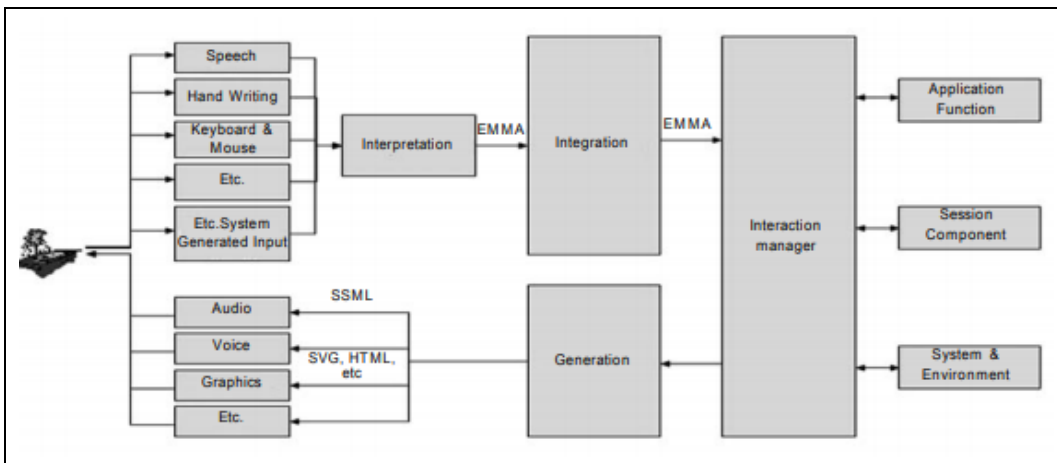 Speech
Hand Writing
Keyboard &
Mouse
Etc.
Etc.System
Generated Input
Interpretation
EMMA
Integration
EMMA
Interaction
manager
Application
Function
Session
Component
System &
Environment
Audio
Voice
Graphics
Etc.
SSML
SVG, HTML,
etc
Generation